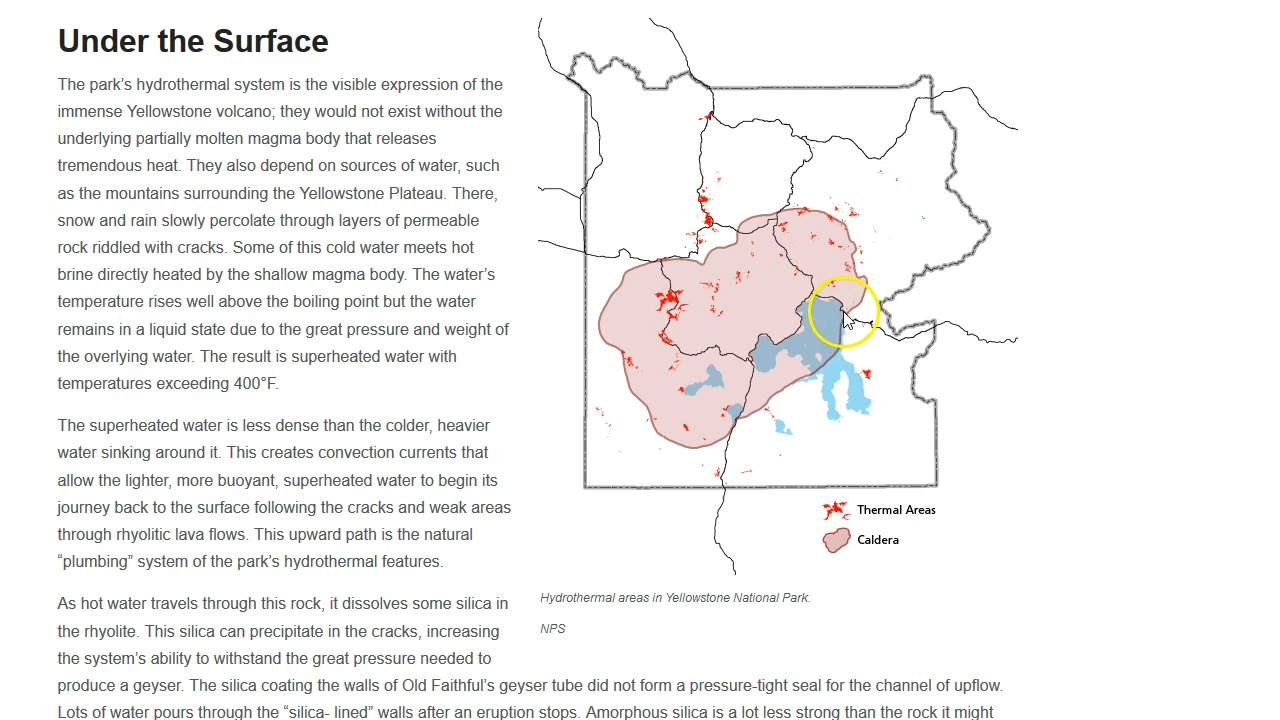 Under the Surface
The park’s hydrothermal system is the visible expression of the
immense Yellowstone volcano; they would not exist without the
underlying partially molten magma body that releases
tremendous heat. They also depend on sources of water, such
as the mountains surrounding the Yellowstone Plateau. There,
snow and rain slowly percolate through layers of permeable
rock riddled with cracks. Some of this cold water meets hot
brine directly heated by the shallow magma body. The water’s
temperature rises well above the boiling point but the water
remains in a liquid state due to the great pressure and weight of
the overlying water. The result is superheated water with
temperatures exceeding 400°F.
The superheated water is less dense than the colder, heavier
water sinking around it. This creates convection currents that
allow the lighter, more buoyant, superheated water to begin its
journey back to the surface following the cracks and weak areas
through rhyolitic lava flows. This upward path is the natural
“plumbing” system of the park’s hydrothermal features.
As hot water travels through this rock, it dissolves some silica in
the rhyolite. This silica can precipitate in the cracks, increasing
the system’s ability to withstand the great pressure needed to
produce a geyser. The silica coating the walls of Old Faithful’s geyser tube did not form a pressure-tight seal for the channel of upflow.
Lots of water pours through the “silica- lined” walls after an eruption stops. Amorphous silica is a lot less strong than the rock it might
Thermal Areas
Caldera
Hydrothermal areas in Yellowstone National Park.
NPS